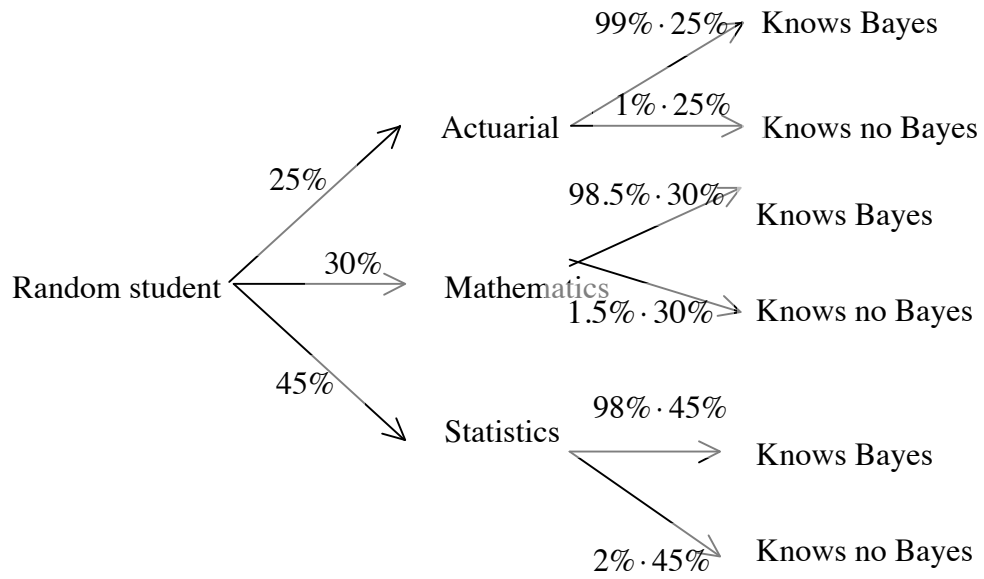 99% · 25%
Knows Bayes
1% · 25%
Actuarial
Knows no Bayes
25%
98.5% · 30%
Knows Bayes
30%
Random student
Mathematics
1.5% · 30%
Knows no Bayes
45%
98% · 45%
Statistics
Knows Bayes
2% · 45%
Knows no Bayes